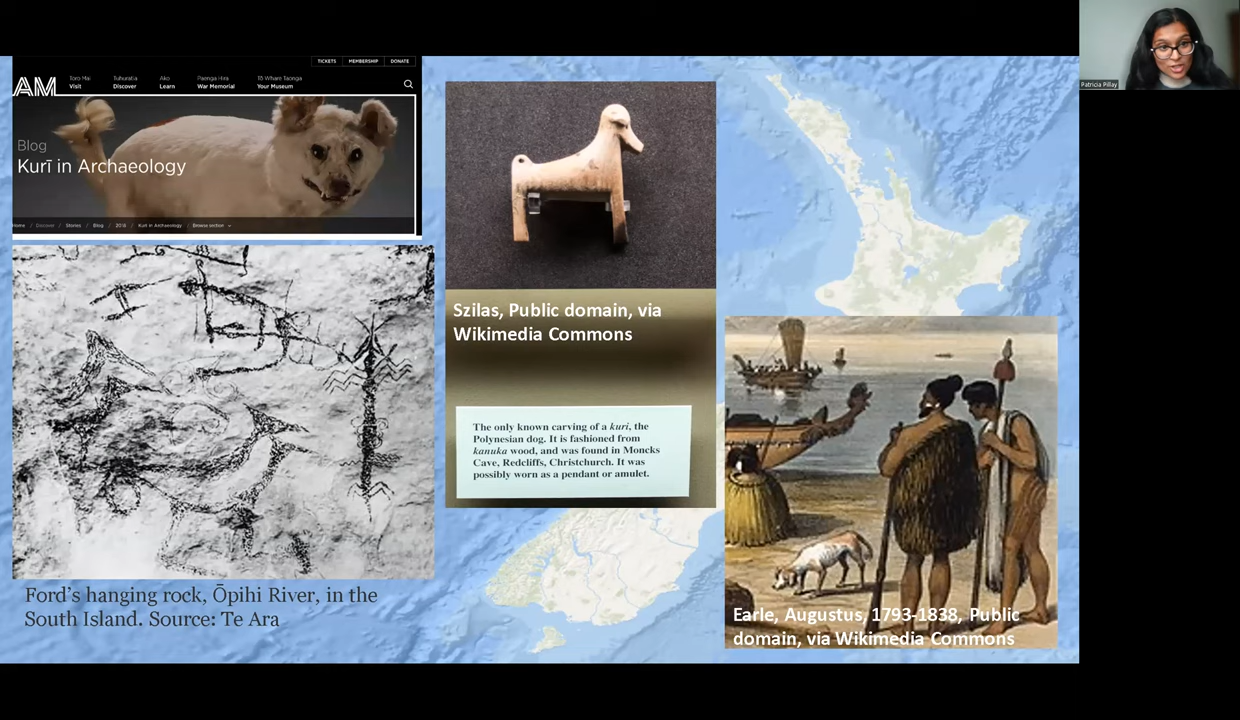 TICKETS MEMBERSHIP DONATE
AM
Toro Mai Tuhuratia Ako Paenga Hira Tō Whare Taonga
Visit Discover Learn War Memorial Your Museum
Blog
Kurī in Archaeology
Home / Discover / Stories / Blog / 2016 / Kurī in Archaeology / Browse section
Ford's hanging rock, Ōpihi River, in the
South Island. Source: Te Ara
Szilas, Public domain, via
Wikimedia Commons
The only known carving of a kuri, the
Polynesian dog. It is fashioned from
kanuka wood, and was found in Moncks
Cave, Redcliffs, Christchurch. It was
possibly worn as a pendant or amulet.
Earle, Augustus, 1793-1838, Public
domain, via Wikimedia Commons
Patricia Pillay